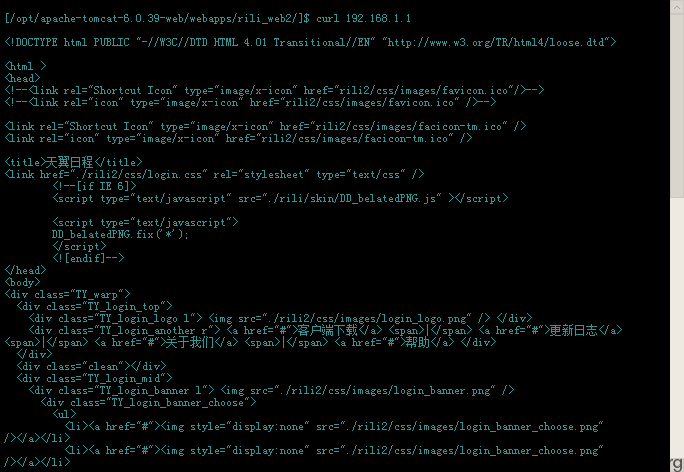 [/opt/apache-tomcat-6.0.39-web/webapps/rili_web2/]$ curl 192.168.1.1
<!DOCTYPE html PUBLIC "-//W3C//DTD HTML 4.01 Transitional//EN" "http://www.w3.org/TR/html4/loose.dtd">
<html >
<head>
<!--<link rel="Shortcut Icon" type="image/x-icon" href="rili2/css/images/favicon.ico"/>-->
<!--<link rel="icon" type="image/x-icon" href="rili2/css/images/favicon.ico" />-->
<link rel="Shortcut Icon" type="image/x-icon" href="rili2/css/images/facicon-tm.ico" />
<link rel="icon" type="image/x-icon" href="rili2/css/images/facicon-tm.ico" />
<title>天翼日程</title>
<link href="./rili2/css/login.css" rel="stylesheet" type="text/css" />
<!--[if IE 6]>
<script type="text/javascript" src="./rili/skin/DD_belatedPNG.js" ></script>
<script type="text/javascript">
DD_belatedPNG.fix('*');
</script>
<![endif]-->
</head>
<body>
<div class="TY_warp">
<div class="TY_login_top">
<div class="TY_login_logo l"> <img src="./rili2/css/images/login_logo.png" /> </div>
<div class="TY_login_another r"> <a href="#">客户端下载</a> <span>|</span> <a href="#">更新日志</a>
<span>|</span> <a href="#">关于我们</a> <span>|</span> <a href="#">帮助</a> </div>
</div>
<div class="clean"></div>
<div class="TY_login_mid">
<div class="TY_login_banner l"> <img src="./rili2/css/images/login_banner.png" />
<div class="TY_login_banner_choose">
<ul>
<li><a href="#"><img style="display:none" src="./rili2/css/images/login_banner_choose.png"
/></a></li>
<li><a href="#"><img style="display:none" src="./rili2/css/images/login_banner_choose.png"
/></a></li>
rg